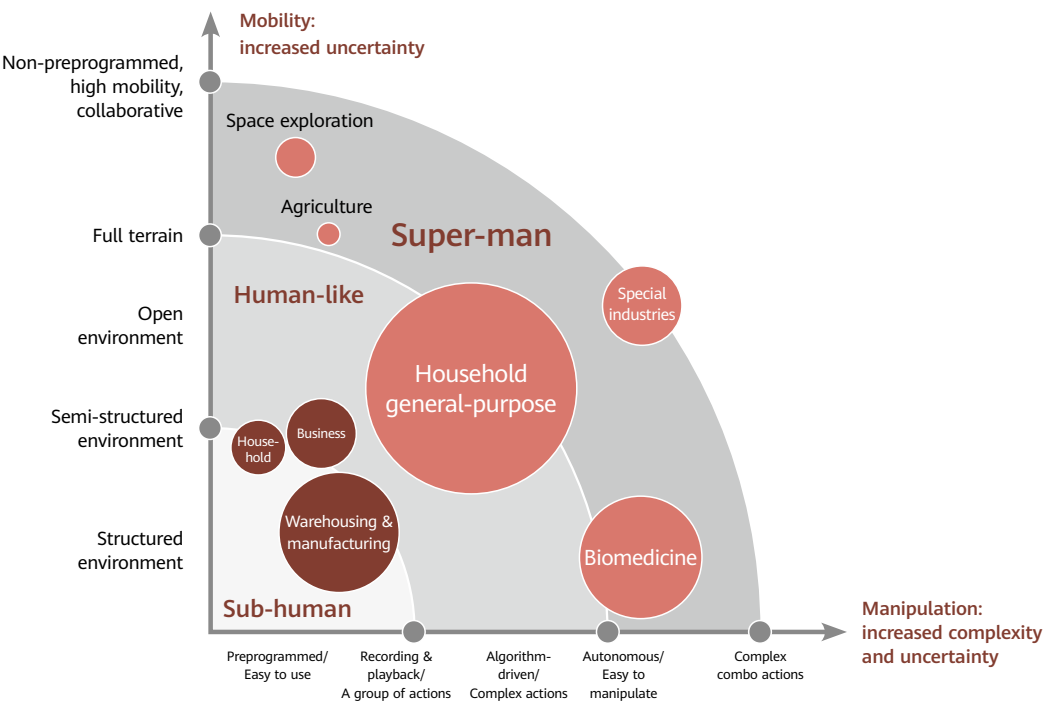 Mobility:
increased uncertainty
Non-preprogrammed,
high mobility,
collaborative
Space exploration
Agriculture
Full terrain
Super-man
Human-like
Special
industries
Open
environment
Household
general-purpose
Semi-structured
environment
House-
hold
Business
Warehousing &
manufacturing
Structured
environment
Biomedicine
Sub-human
Manipulation:
increased complexity
and uncertainty
Preprogrammed/
Easy to use
Recording &
playback/
A group of actions
Algorithm-
driven/
Complex actions
Autonomous/
Easy to
manipulate
Complex
combo actions